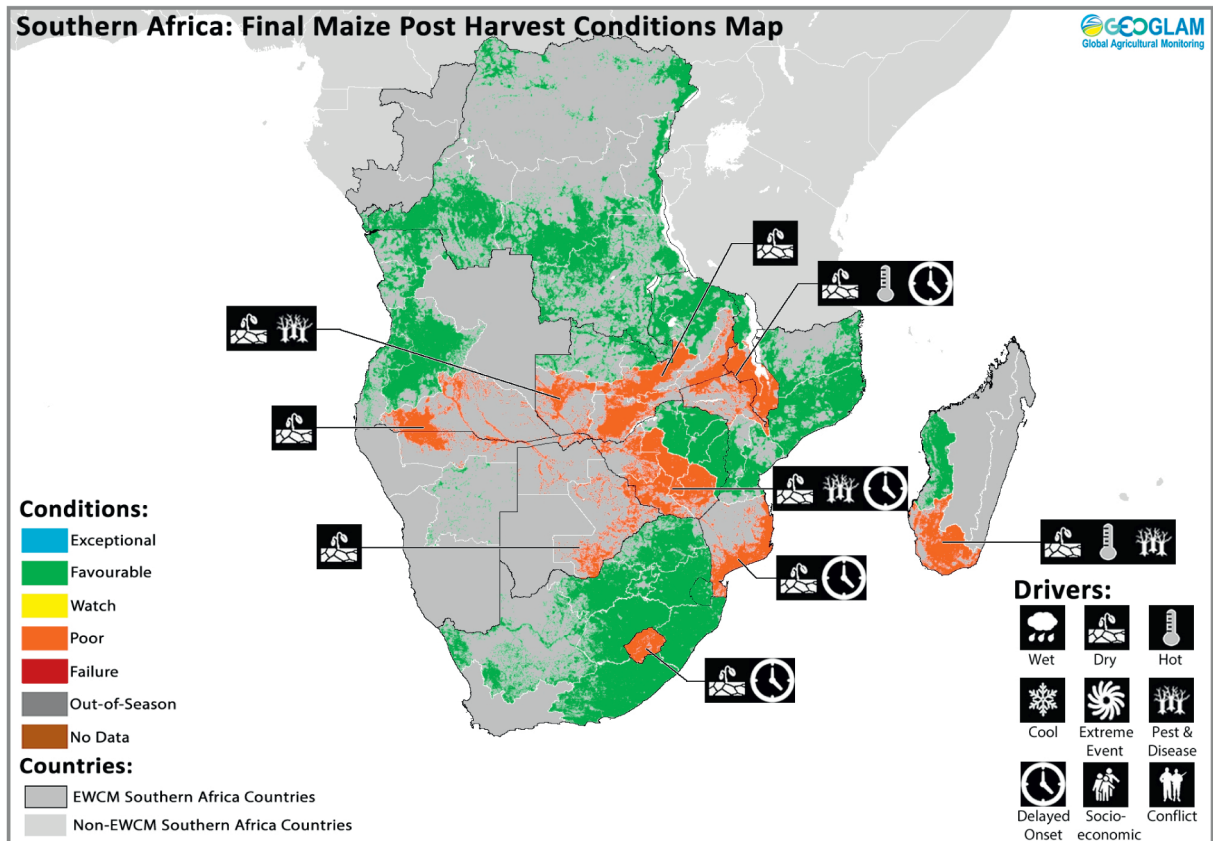 Southern Africa: Final Maize Post Harvest Conditions Map
GEOGLAM
Global Agricultural Monitoring
Conditions:
Exceptional
Favourable
Watch
Poor
Failure
Out-of-Season
No Data
Countries:
EWCM Southern Africa Countries
Non-EWCM Southern Africa Countries
Drivers:
Wet
Dry
Hot
Cool
Extreme
Event
Pest &
Disease
Delayed
Onset
Socio-
economic
Conflict